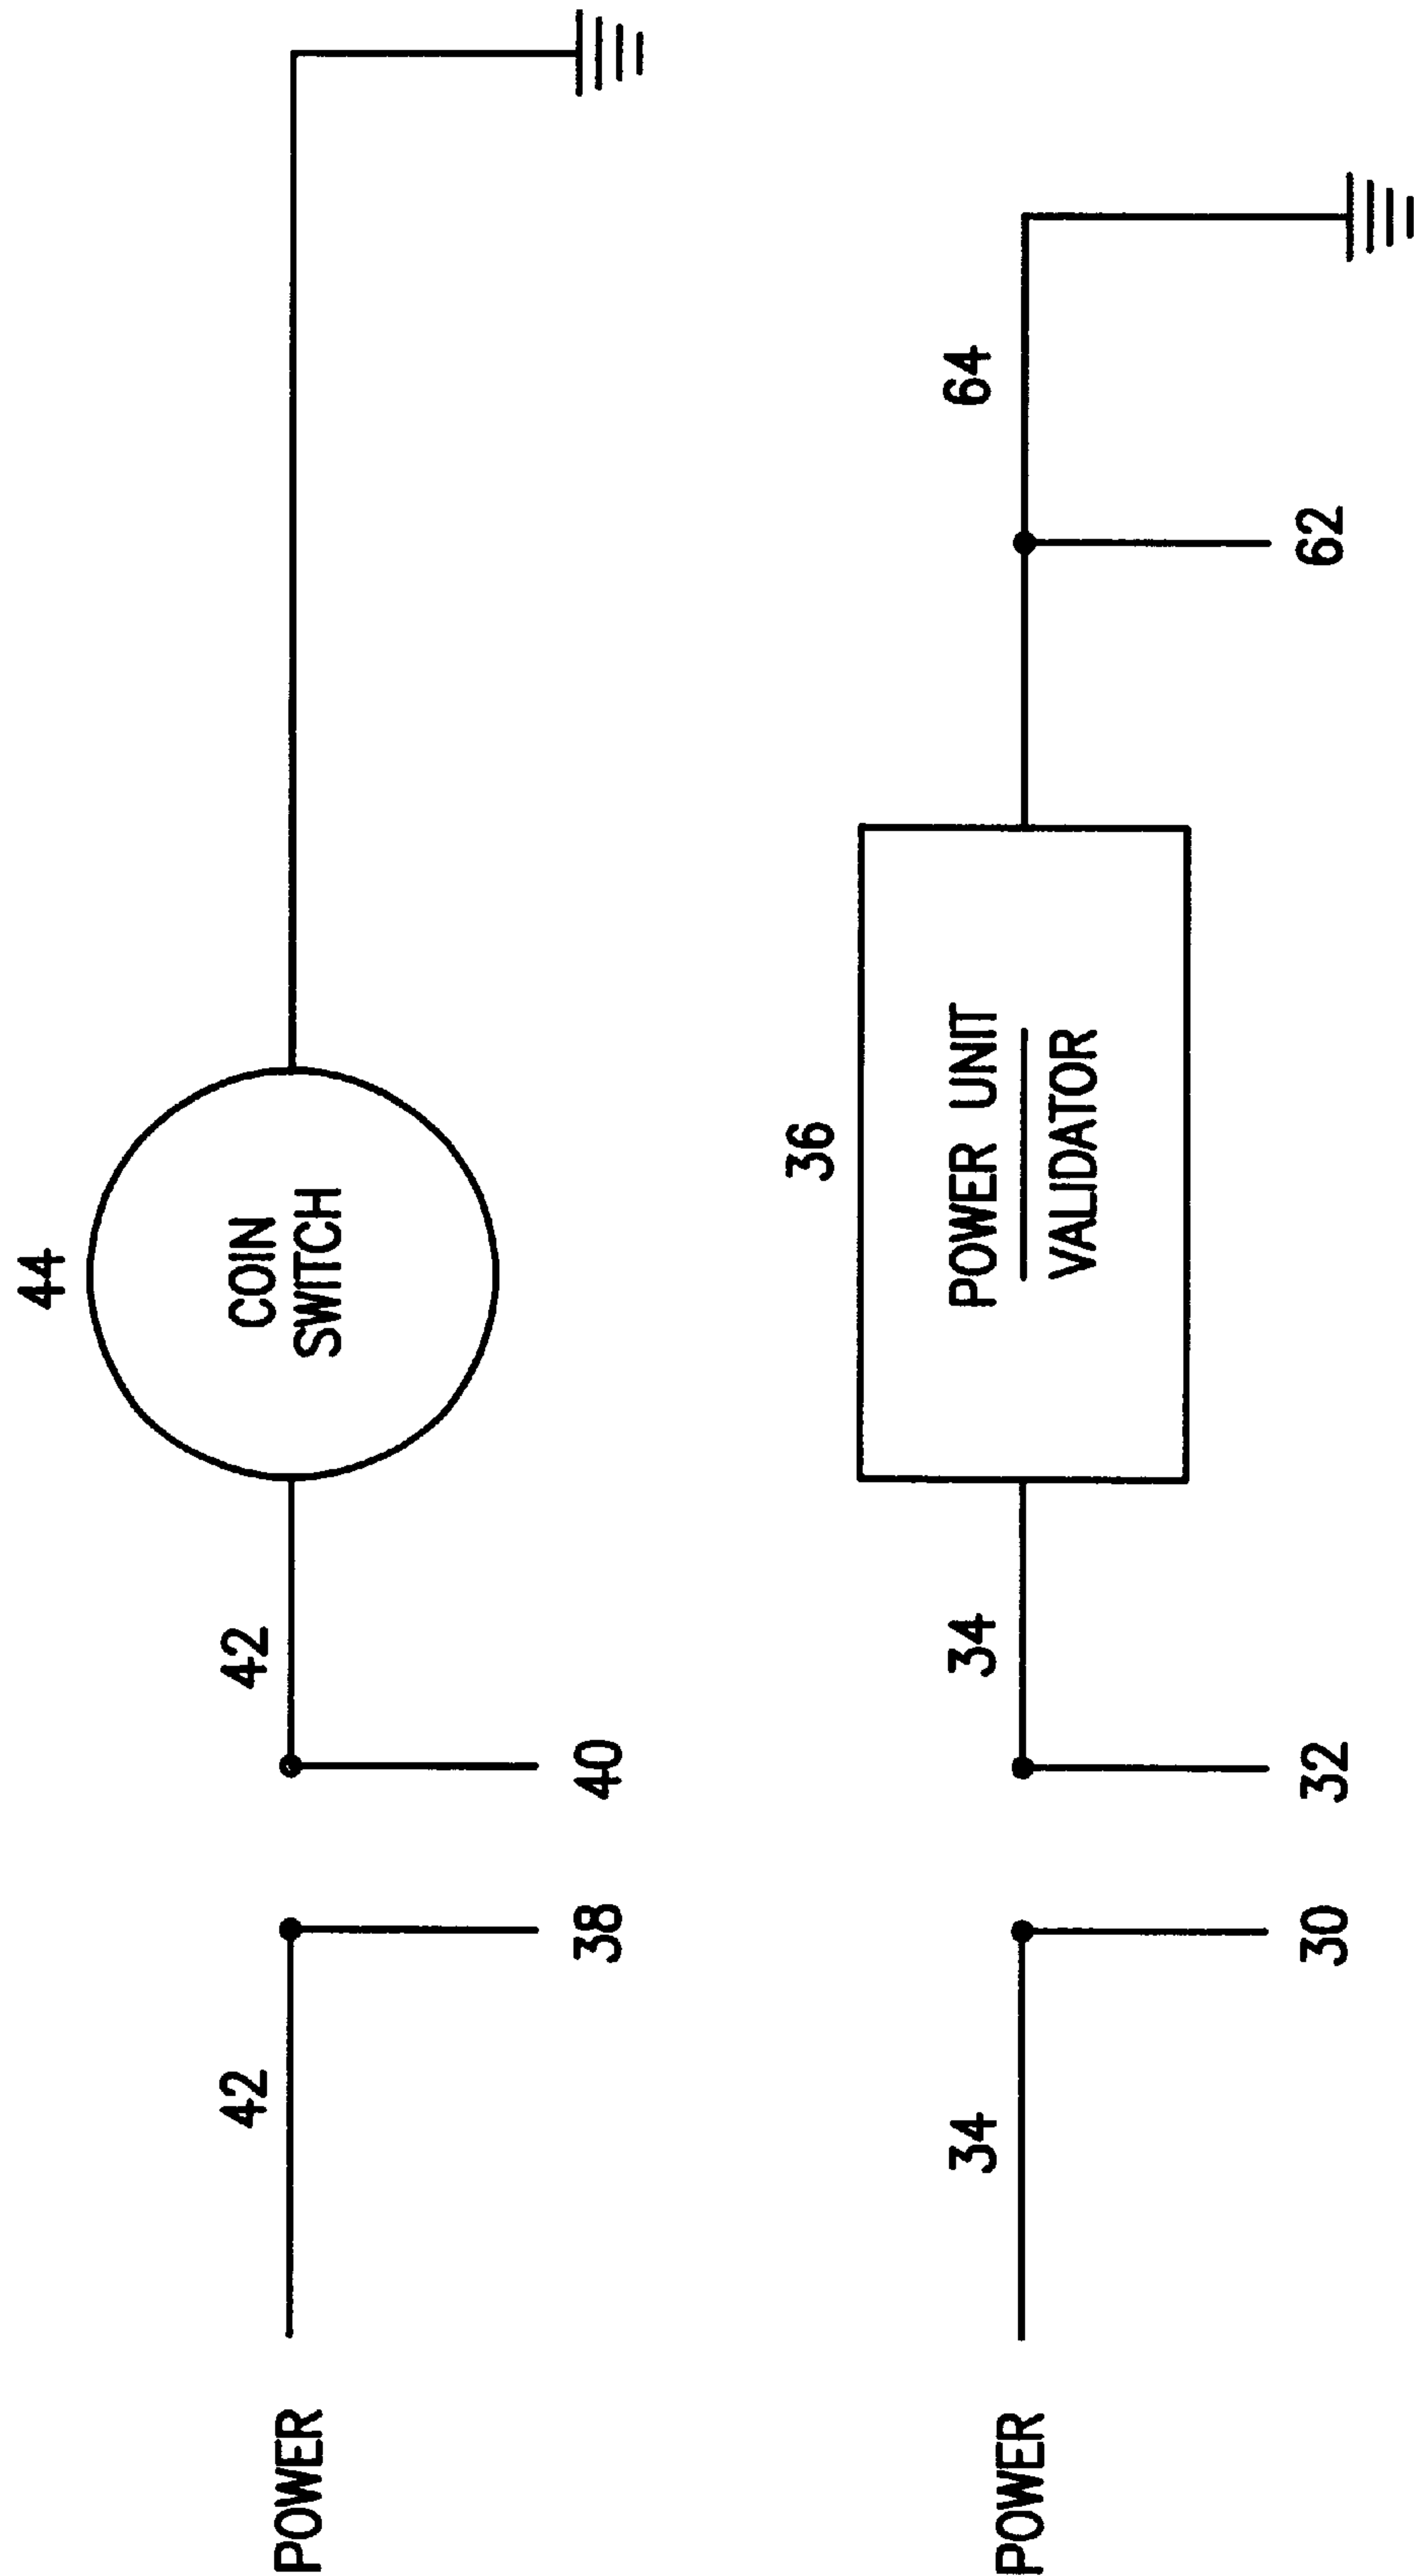 44
COIN
SWITCH
POWER
42
42
38
40
36
POWER UNIT
VALIDATOR
POWER
34
34
64
30
32
62